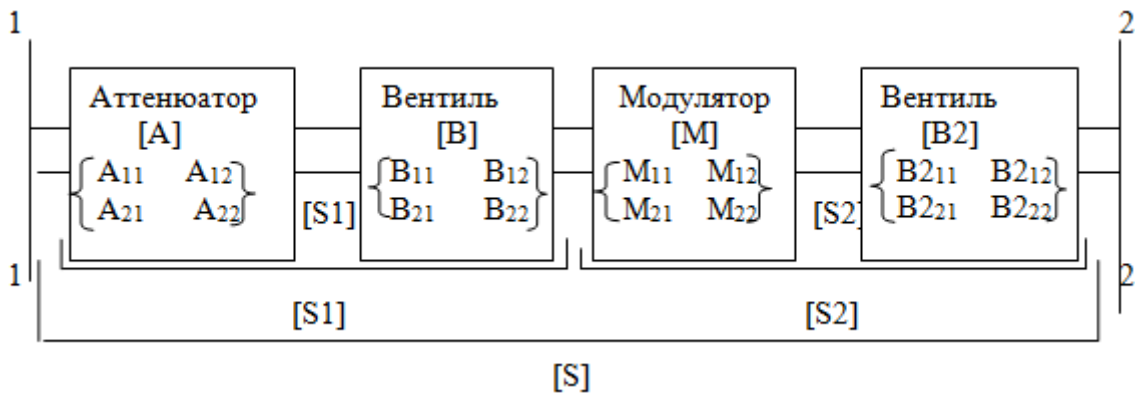 1 2
Аттенюатор Вентиль Модулятор Вентиль
[A] [B] [M] [B2]
A11 A12 B11 B12 M11 M12 B211 B212
A21 A22 B21 B22 M21 M22 B221 B222
[S1] [S2]
1 2
[S1] [S2]
[S]